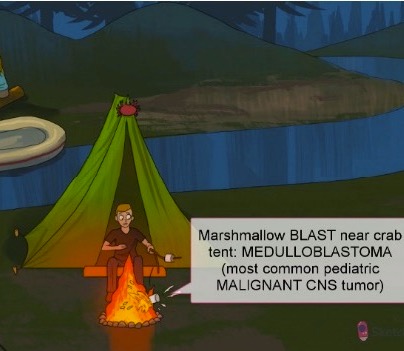 Marshmallow BLAST near crab
tent: MEDULLOBLASTOMA
(most common pediatric
MALIGNANT CNS tumor)